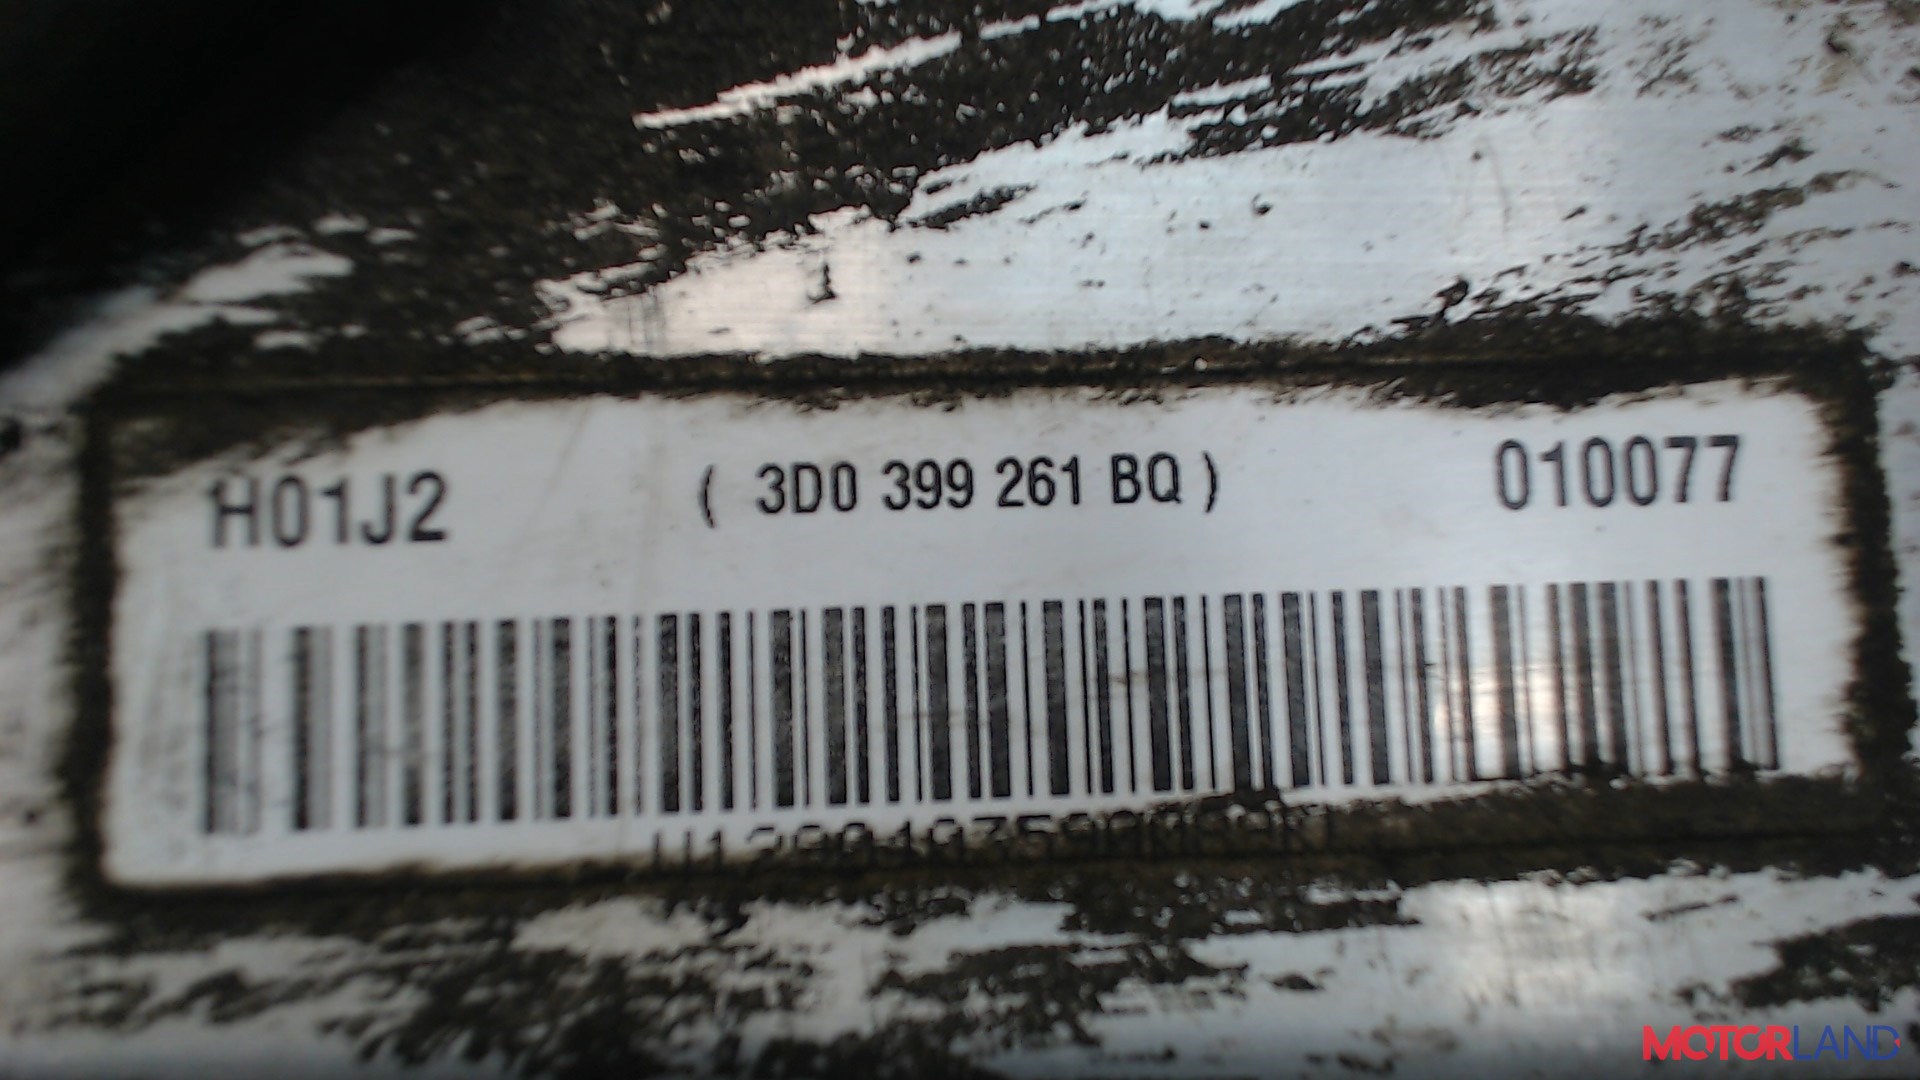 H01J2 ( 3D0 399 261 BQ ) 010077
MOTORLAND